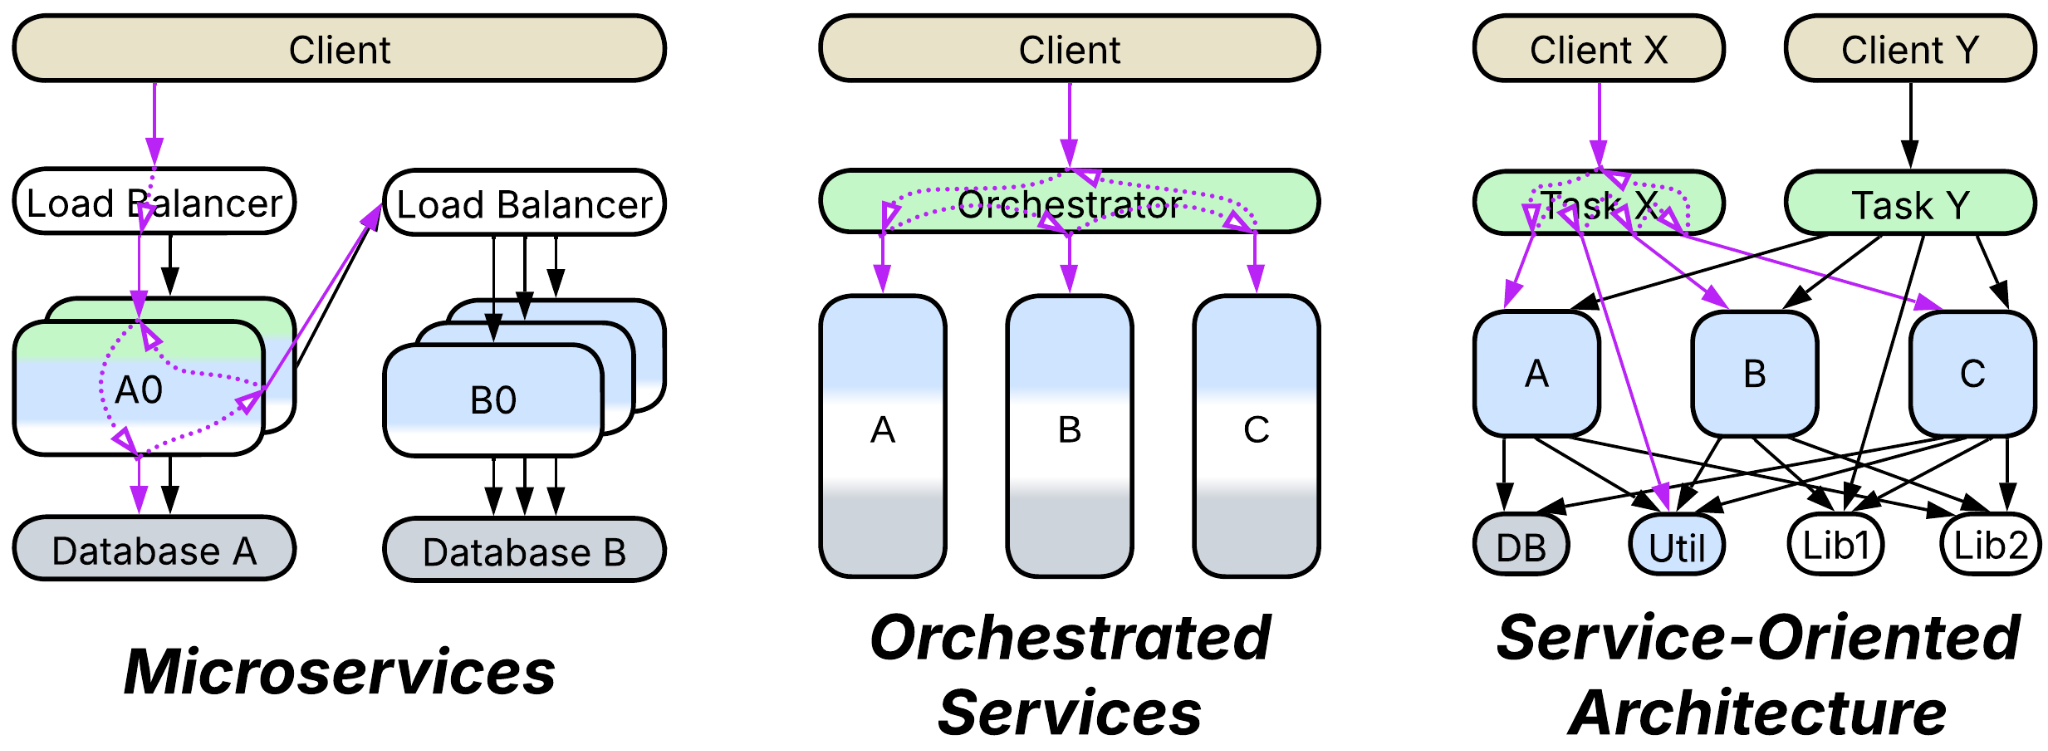 Client
Load Balancer
Load Balancer
A0
B0
Database A
Database B
Microservices
Client
Orchestrator
A
B
C
Orchestrated
Services
Client X
Client Y
Task X
Task Y
A
B
C
DB
Util
Lib1
Lib2
Service-Oriented
Architecture